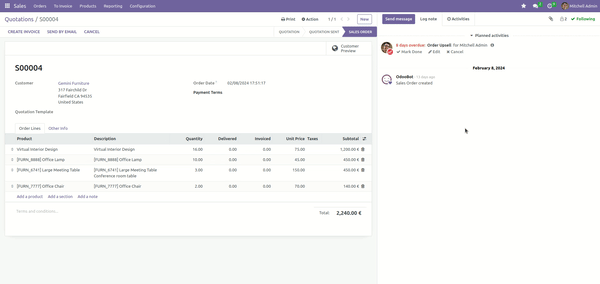 Sales Orders To Invoice Products Reporting Configuration
Mitchell Admin
Quotations / S00004
Print Action 1 / 1 New
Send message Log note Activities
2 Following
CREATE INVOICE SEND BY EMAIL CANCEL
QUOTATION QUOTATION SENT SALES ORDER
Customer Preview
S00004
Customer
Gemini Furniture
317 Fairchild Dr
Fairfield CA 94535
United States
Order Date
02/08/2024 17:51:17
Payment Terms
Quotation Template
Order Lines Other Info
Product Description Quantity Delivered Invoiced Unit Price Taxes Subtotal
Virtual Interior Design Virtual Interior Design 16.00 0.00 0.00 75.00 1,200.00 €
[FURN_8888] Office Lamp [FURN_8888] Office Lamp 10.00 0.00 0.00 45.00 450.00 €
[FURN_6741] Large Meeting Table [FURN_6741] Large Meeting Table 3.00 0.00 0.00 150.00 450.00 €
Conference room table
[FURN_7777] Office Chair [FURN_7777] Office Chair 2.00 0.00 0.00 70.00 140.00 €
Add a product Add a section Add a note
Terms and conditions...
Total: 2,240.00 €
Planned activities
6 days overdue: Order Upsell for Mitchell Admin
Mark Done Edit Cancel
February 8, 2024
OdooBot
Sales Order created